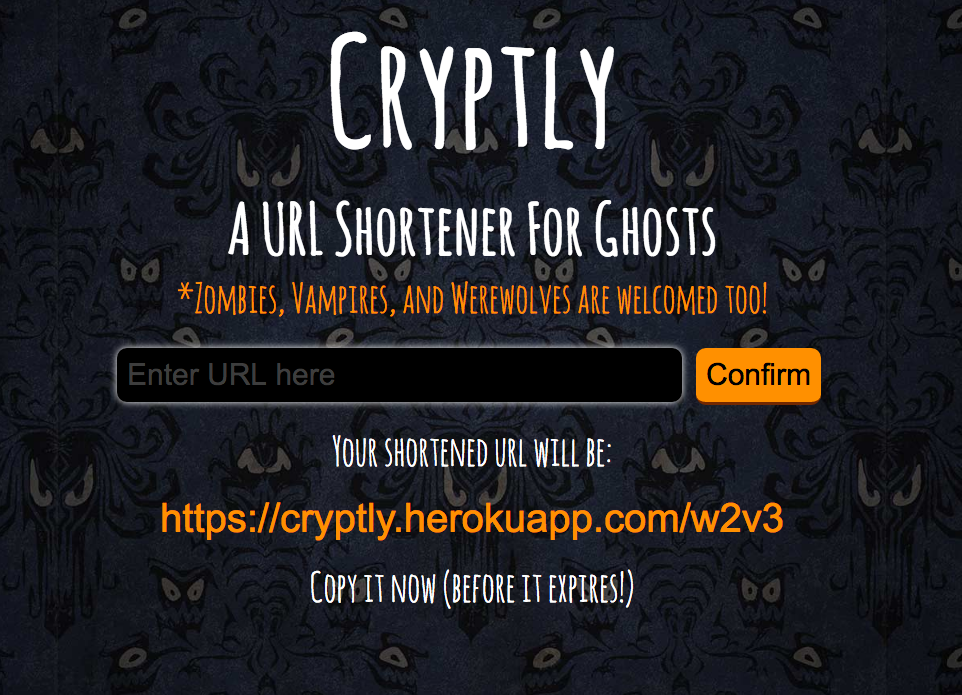 Cryptly
A URL Shortener For Ghosts
*Zombies, Vampires, and Werewolves are welcomed too!
Enter URL here
Confirm
Your shortened url will be:
https://cryptly.herokuapp.com/w2v3
Copy it now (before it expires!)